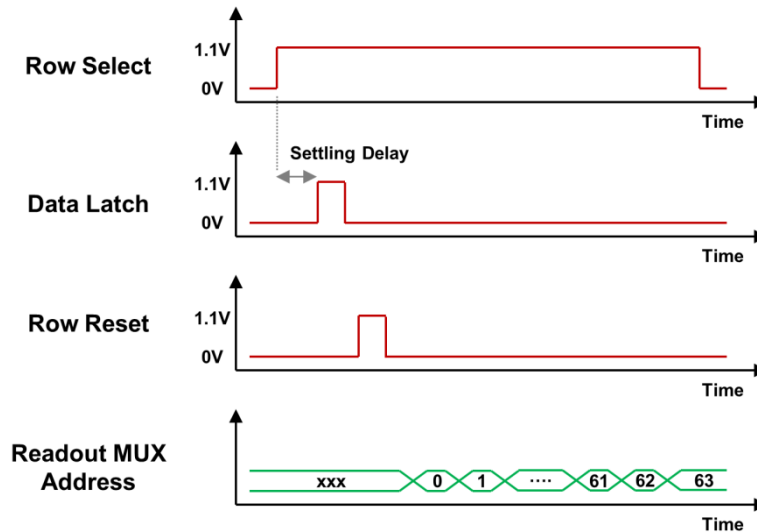 Row Select
1.1V
0V
Time
Settling Delay
Data Latch
1.1V
0V
Time
Row Reset
1.1V
0V
Time
Readout MUX
Address
xxx 0 1 .... 61 62 63
Time